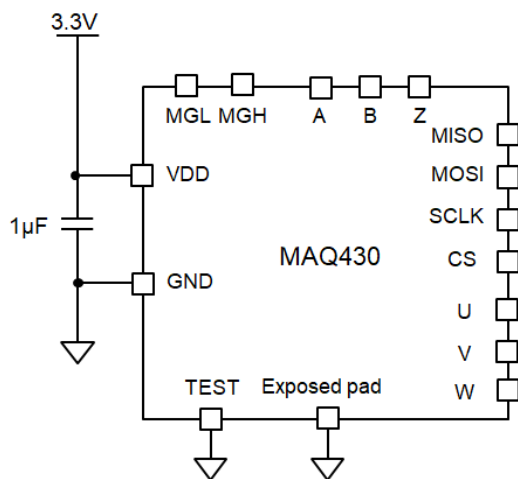 3.3V
MGL MGH A B Z
MISO
VDD
MOSI
1µF
SCLK
MAQ430
CS
GND
U
V
TEST Exposed pad
W